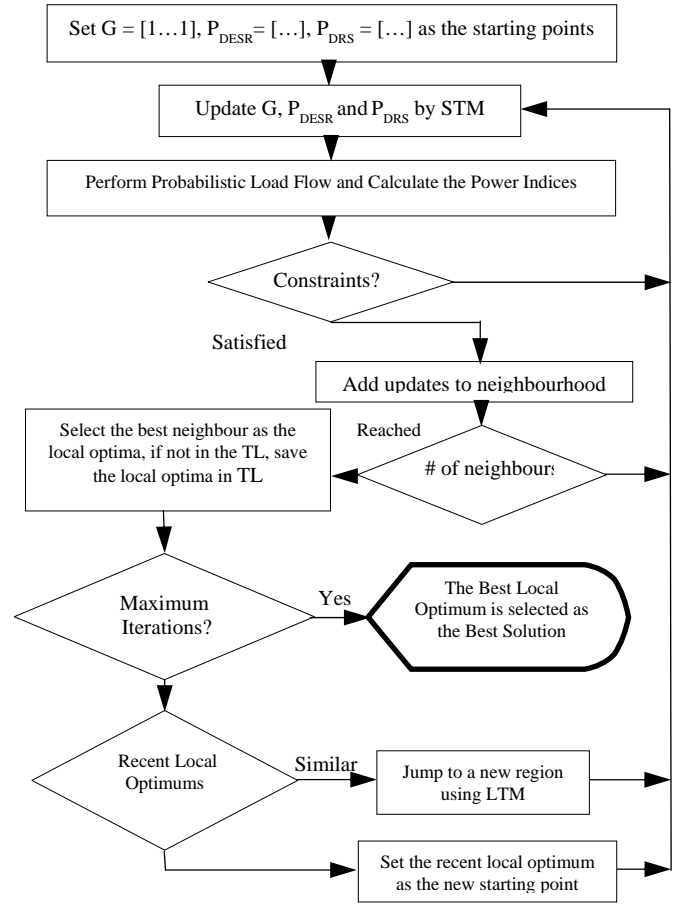 Set G = [1…1], P_DESR = […], P_DRS = […] as the starting points
Update G, P_DESR and P_DRS by STM
Perform Probabilistic Load Flow and Calculate the Power Indices
Constraints?
Satisfied
Add updates to neighbourhood
Reached
# of neighbours
Select the best neighbour as the
local optima, if not in the TL, save
the local optima in TL
Maximum
Iterations?
Yes
The Best Local
Optimum is selected as
the Best Solution
Recent Local
Optimums
Similar
Jump to a new region
using LTM
Set the recent local optimum
as the new starting point